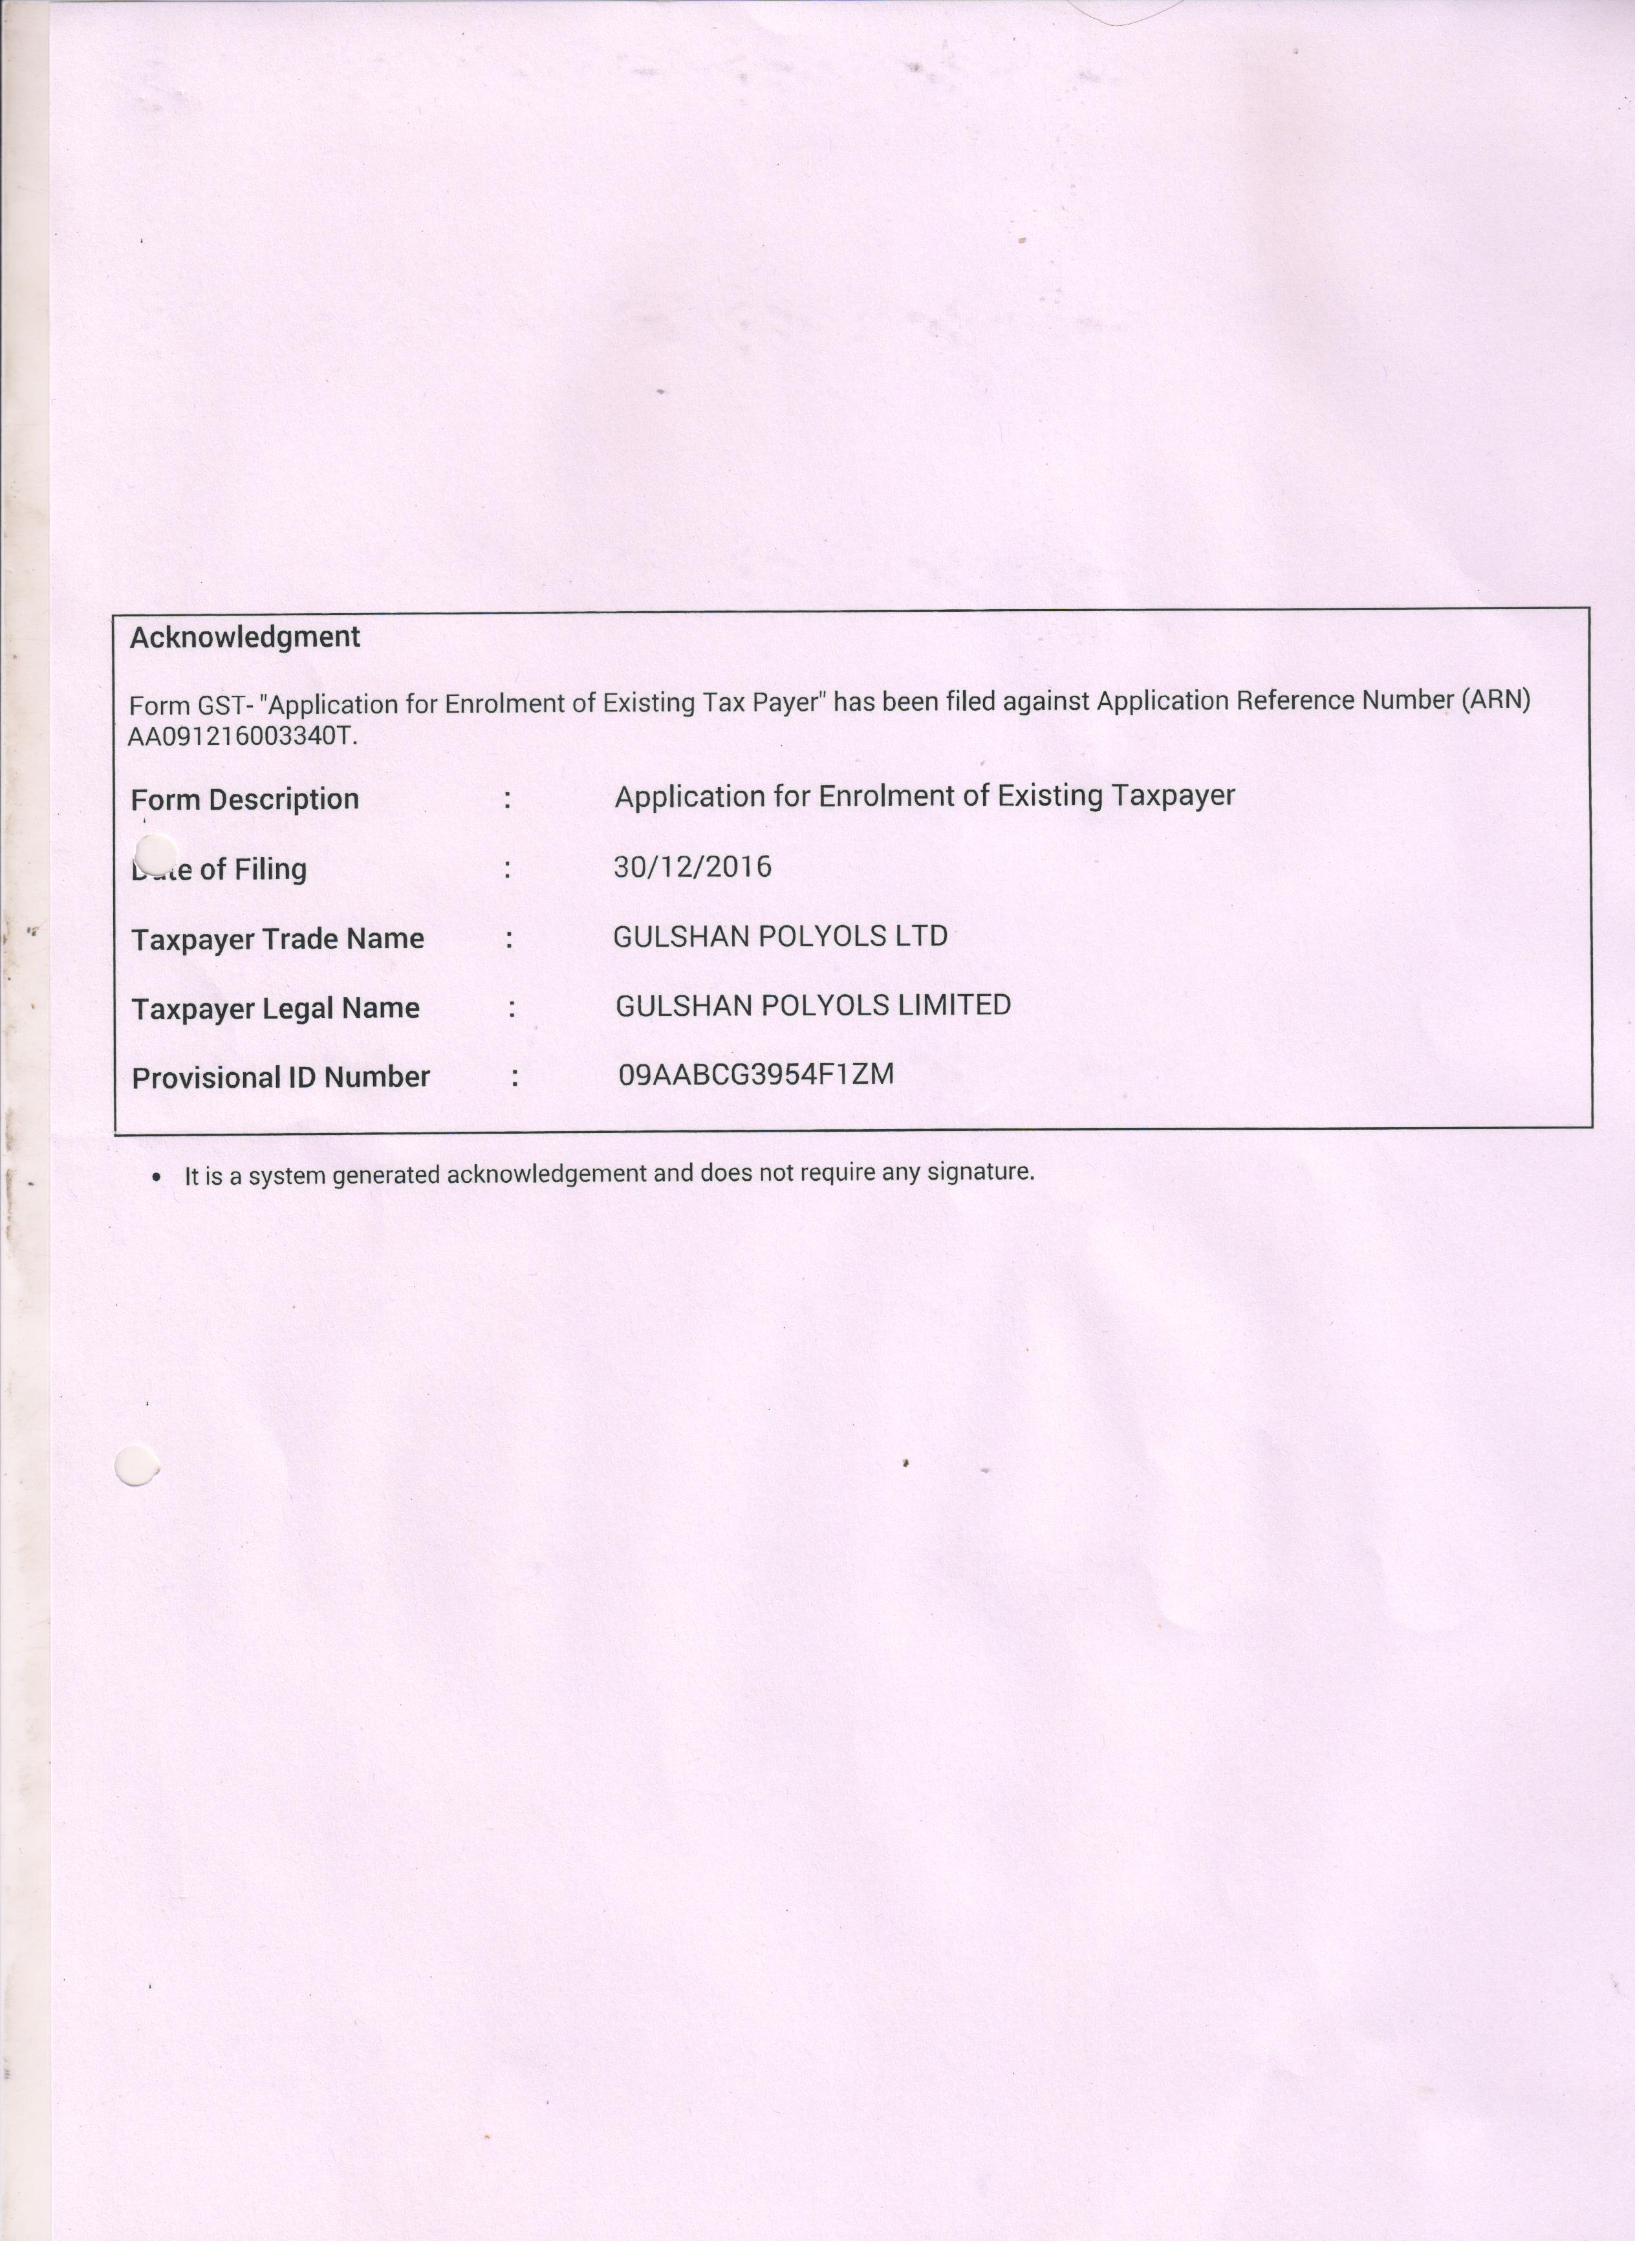 Acknowledgment
Form GST- "Application for Enrolment of Existing Tax Payer" has been filed against Application Reference Number (ARN)
AA091216003340T.
Form Description : Application for Enrolment of Existing Taxpayer
of Filing : 30/12/2016
Taxpayer Trade Name : GULSHAN POLYOLS LTD
Taxpayer Legal Name : GULSHAN POLYOLS LIMITED
Provisional ID Number : 09AABCG3954F1ZM
• It is a system generated acknowledgement and does not require any signature.